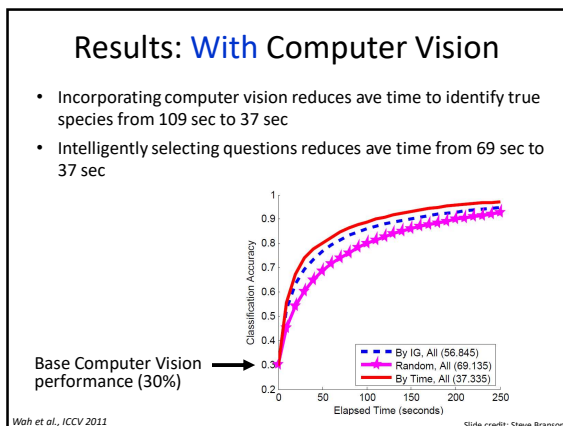 Results: With Computer Vision
• Incorporating computer vision reduces ave time to identify true
species from 109 sec to 37 sec
• Intelligently selecting questions reduces ave time from 69 sec to
37 sec
1
0.9
0.8
0.7
0.6
0.5
0.4
0.3
0.2
Classification Accuracy
0 50 100 150 200 250
Elapsed Time (seconds)
By IG, All (56.845)
Random, All (69.135)
By Time, All (37.335)
Base Computer Vision
performance (30%)
Wah et al., ICCV 2011
Slide credit: Steve Branson